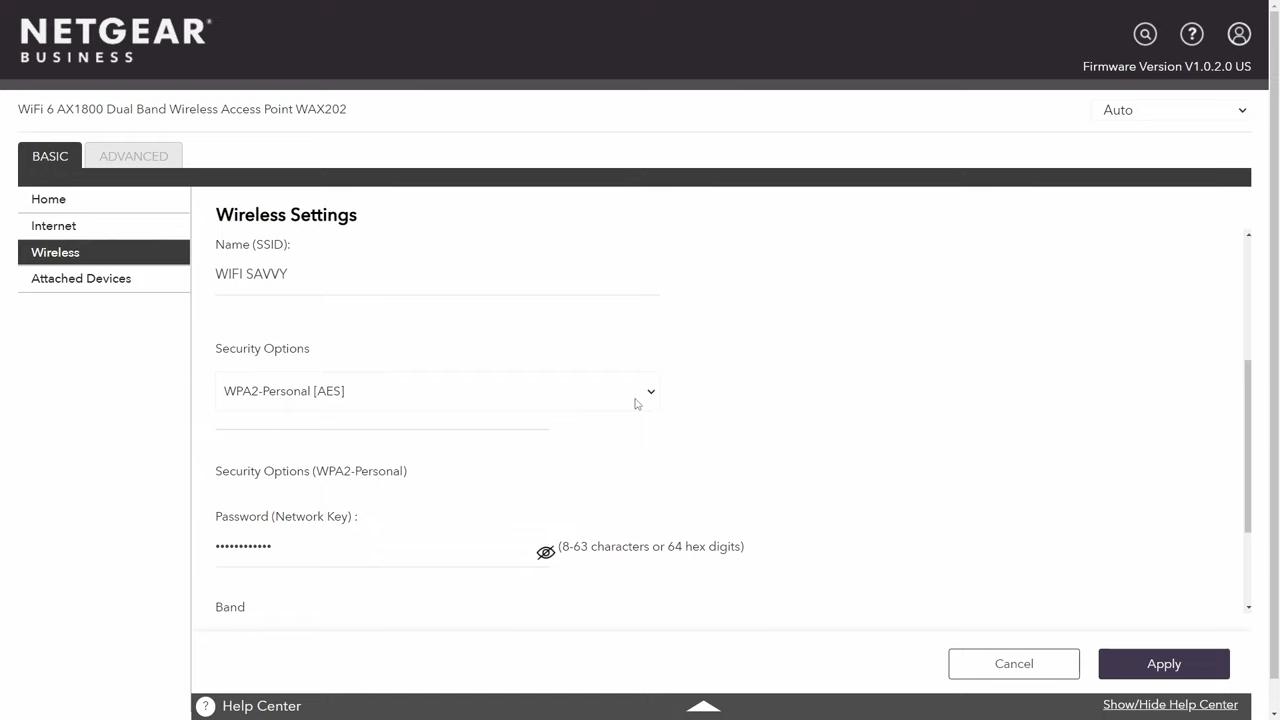 NETGEAR
BUSINESS
Firmware Version V1.0.2.0 US
WiFi 6 AX1800 Dual Band Wireless Access Point WAX202
Auto
BASIC
ADVANCED
Home
Internet
Wireless
Attached Devices
Wireless Settings
Name (SSID):
WIFI SAVVY
Security Options
WPA2-Personal [AES]
Security Options (WPA2-Personal)
Password (Network Key) :
••••••••••••
(8-63 characters or 64 hex digits)
Band
Cancel
Apply
? Help Center
Show/Hide Help Center